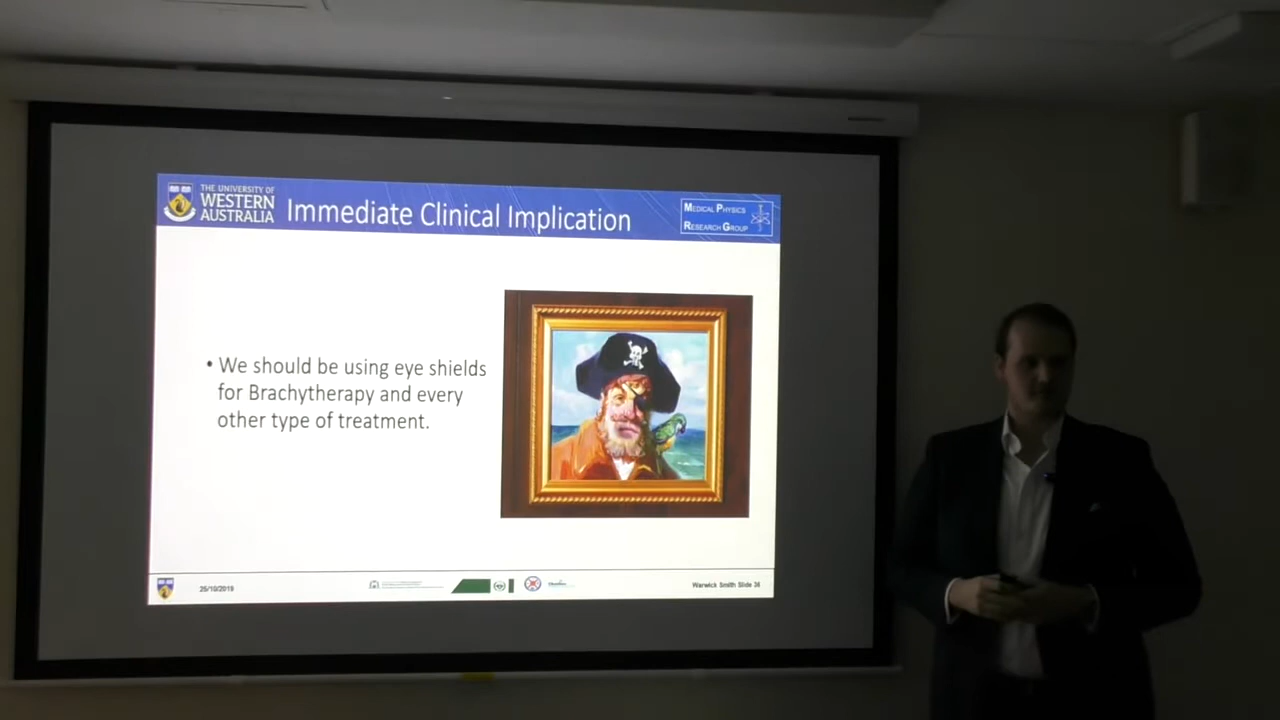 THE UNIVERSITY OF
WESTERN
AUSTRALIA
Immediate Clinical Implication
MEDICAL PHYSICS
RESEARCH GROUP
• We should be using eye shields
for Brachytherapy and every
other type of treatment.
25/10/2019
Warwick Smith Slide 36